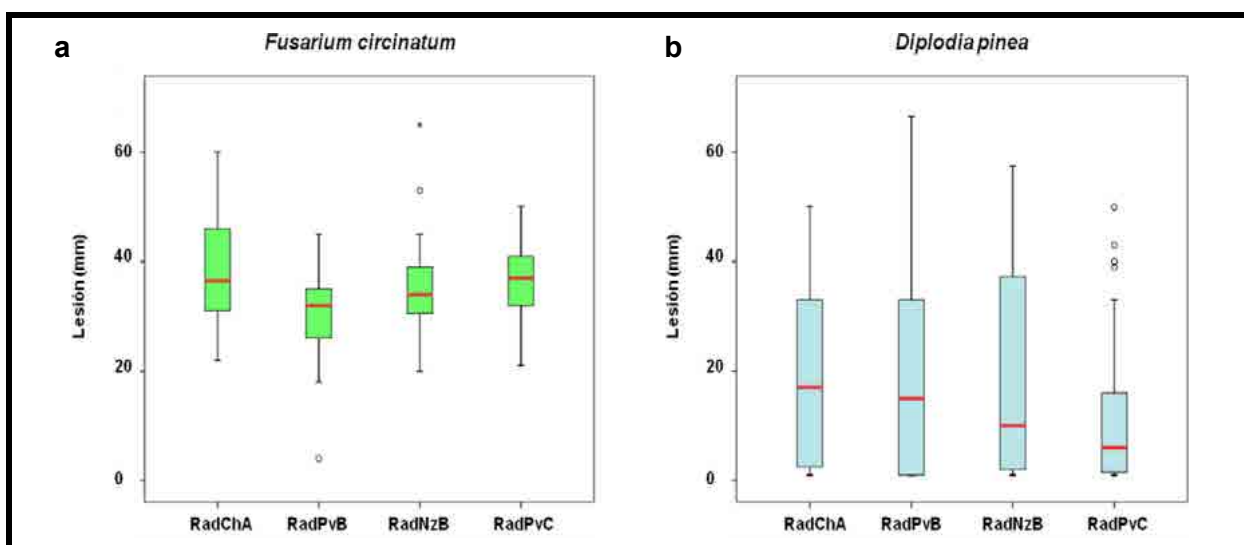 a
Fusarium circinatum
Lesión (mm)
60
40
20
0
RadChA RadPvB RadNzB RadPvC
b
Diplodia pinea
Lesión (mm)
60
40
20
0
RadChA RadPvB RadNzB RadPvC